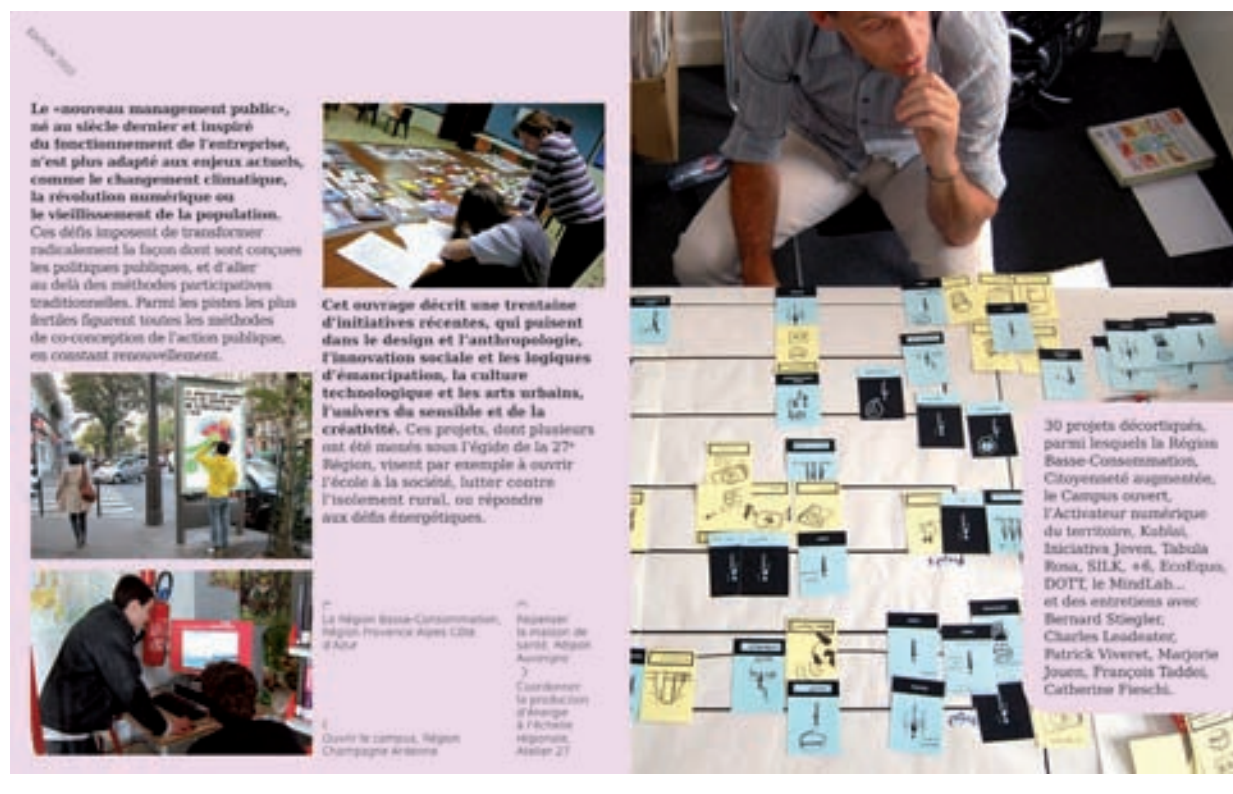 Le «nouveau management public»,
né au siècle dernier et inspiré
du fonctionnement de l'entreprise,
n'est plus adapté aux enjeux actuels,
comme le changement climatique,
la révolution numérique ou
le vieillissement de la population.
Ces défis imposent de transformer
radicalement la façon dont sont conçues
les politiques publiques, et d'aller
au delà des méthodes participatives
traditionnelles. Parmi les pistes les plus
fertiles figurent toutes les méthodes
de co-conception de l'action publique,
en constant renouvellement.
Cet ouvrage décrit une trentaine
d'initiatives récentes, qui puisent
dans le design et l'anthropologie,
l'innovation sociale et les logiques
d'émancipation, la culture
technologique et les arts urbains,
l'univers du sensible et de la
créativité. Ces projets, dont plusieurs
ont été menés sous l'égide de la 27e
Région, visent par exemple à ouvrir
l'école à la société, lutter contre
l'isolement rural, ou répondre
aux défis énergétiques.
La Région Basse-Consommation,
Région Provence Alpes Côte
d'Azur
Ouvrir le campus, Région
Champagne Ardenne
Repenser
la maison de
santé, Région
Auvergne
Coordonner
la production
d'énergie
à l'échelle
régionale,
Atelier 27
30 projets décortiqués,
parmi lesquels la Région
Basse-Consommation,
Citoyenneté augmentée,
le Campus ouvert,
l'Activateur numérique
du territoire, Kublai,
Iniciativa Joven, Tabula
Rosa, SILK, +6, EcoEquo,
DOTT, le MindLab...
et des entretiens avec
Bernard Stiegler,
Charles Leadeater,
Patrick Viveret, Marjorie
Jouen, François Taddei,
Catherine Fieschi.